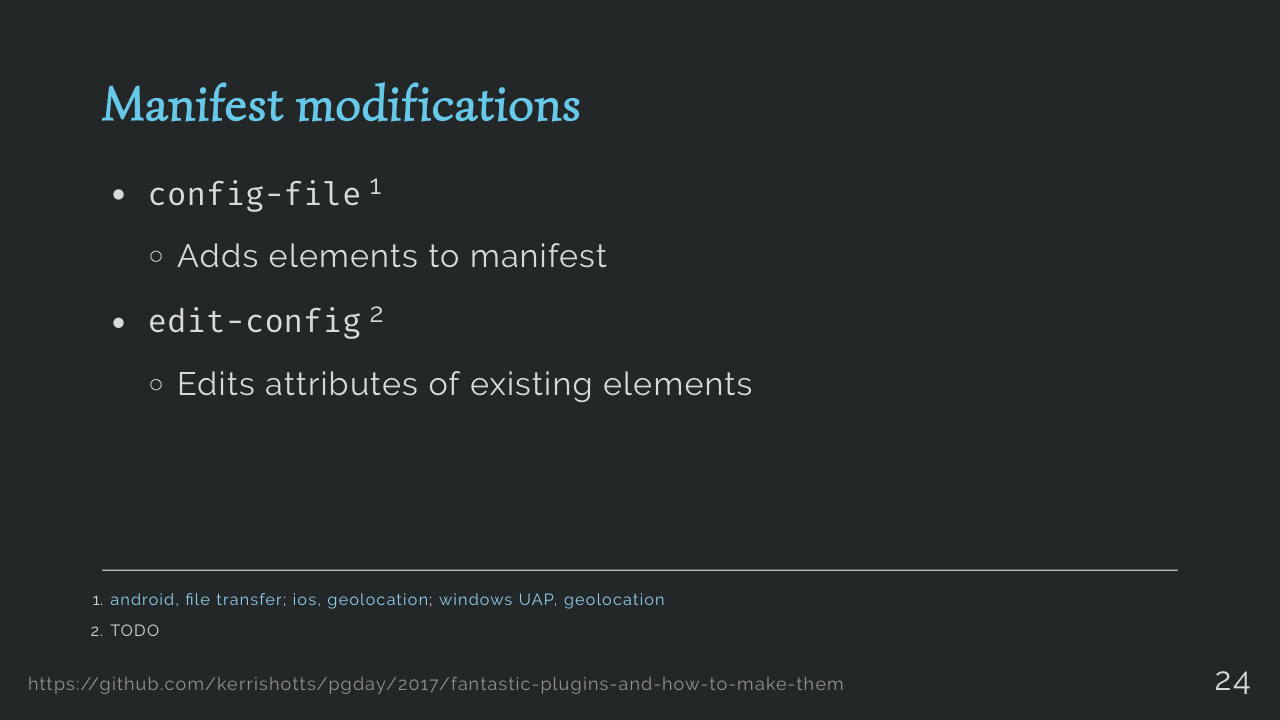 Manifest modifications
• config-file 1
○ Adds elements to manifest
• edit-config 2
○ Edits attributes of existing elements
1. android, file transfer; ios, geolocation; windows UAP, geolocation
2. TODO
https://github.com/kerrishotts/pgday/2017/fantastic-plugins-and-how-to-make-them
24